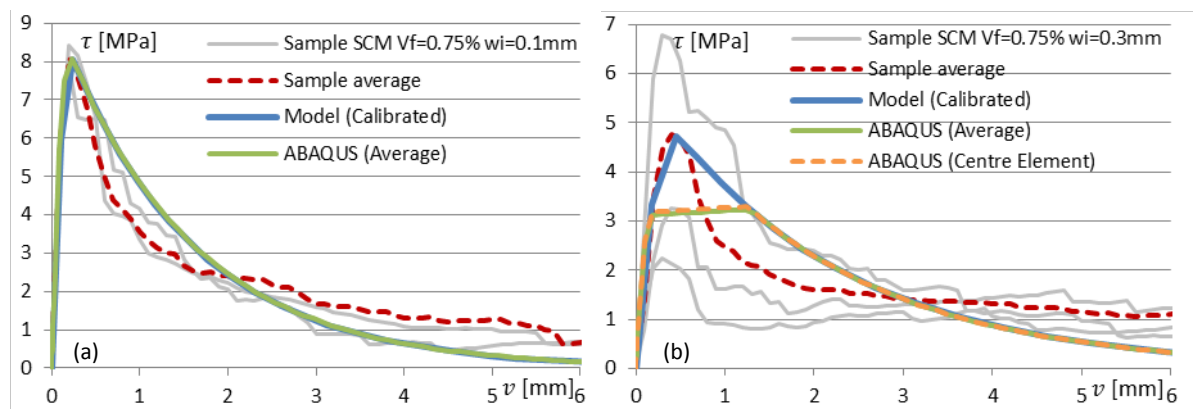 9
8
7
6
5
4
3
2
1
0
τ [MPa]
Sample SCM Vf=0.75% wi=0.1mm
Sample average
Model (Calibrated)
ABAQUS (Average)
(a)
0 1 2 3 4 5 6
v [mm]
7
6
5
4
3
2
1
0
τ [MPa]
Sample SCM Vf=0.75% wi=0.3mm
Sample average
Model (Calibrated)
ABAQUS (Average)
ABAQUS (Centre Element)
(b)
0 1 2 3 4 5 6
v [mm]